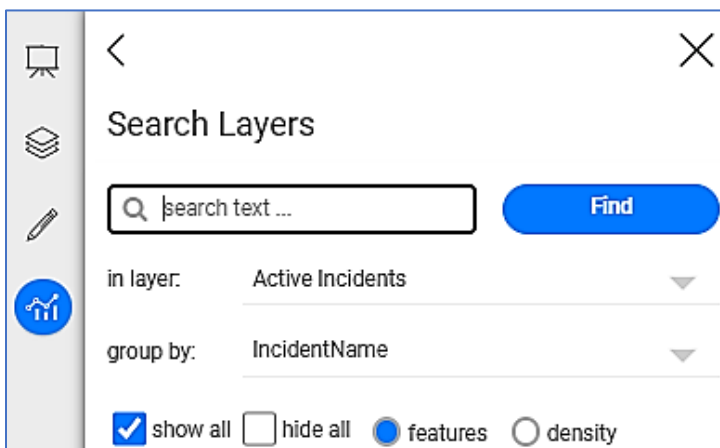 Search Layers
search text ... Find
in layer: Active Incidents
group by: IncidentName
show all hide all features density